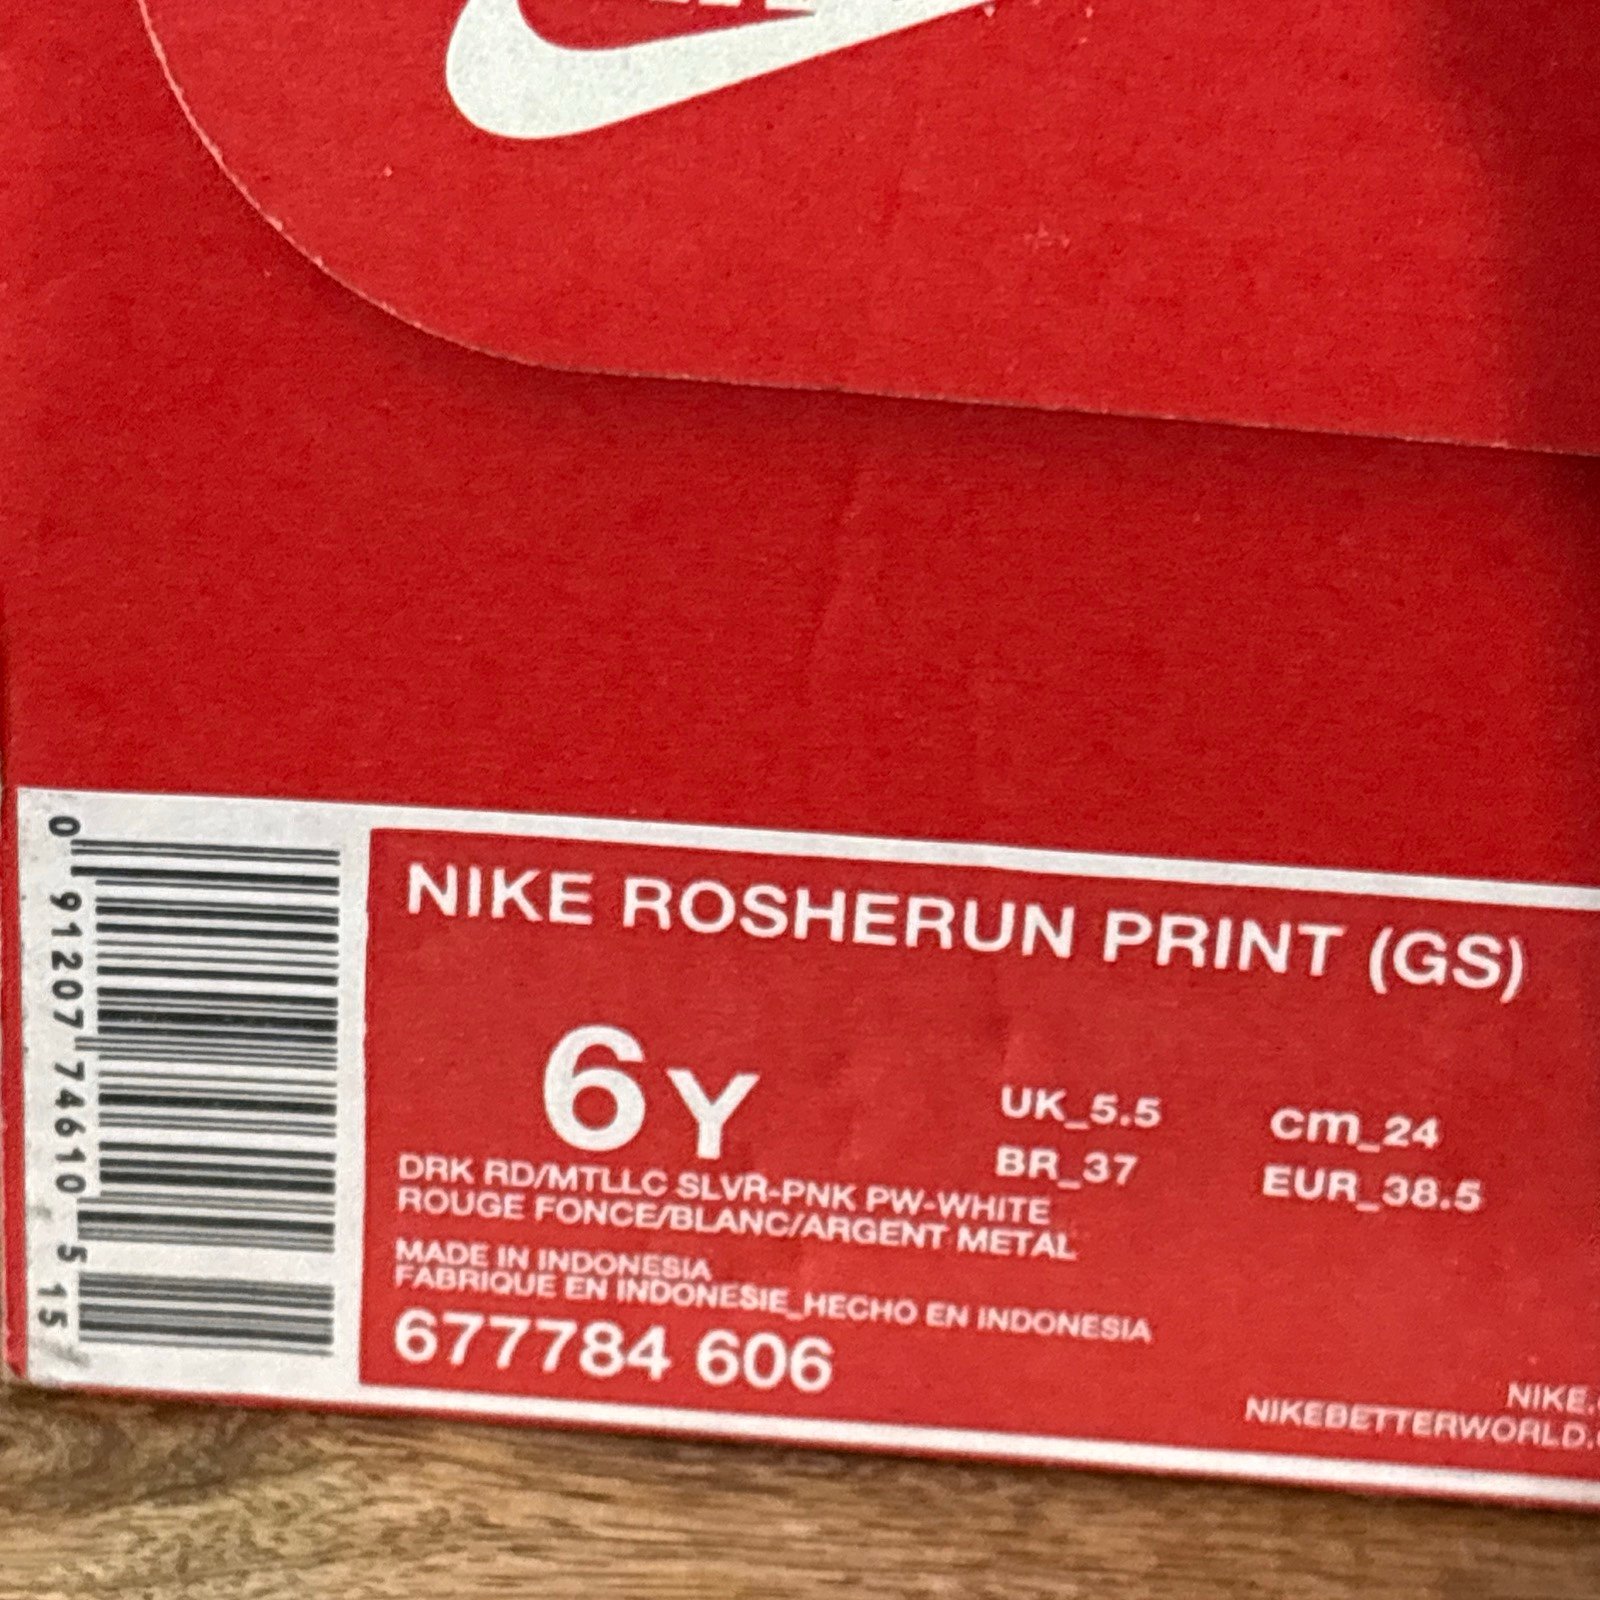 NIKE ROSHERUN PRINT (GS)
6Y
UK_5.5 cm_24
BR_37 EUR_38.5
DRK RD/MTLLC SLVR-PNK PW-WHITE
ROUGE FONCE/BLANC/ARGENT METAL
MADE IN INDONESIA
FABRIQUE EN INDONESIE_HECHO EN INDONESIA
677784 606
NIKE.
NIKEBETTERWORLD.
0 91207 74610 5 15